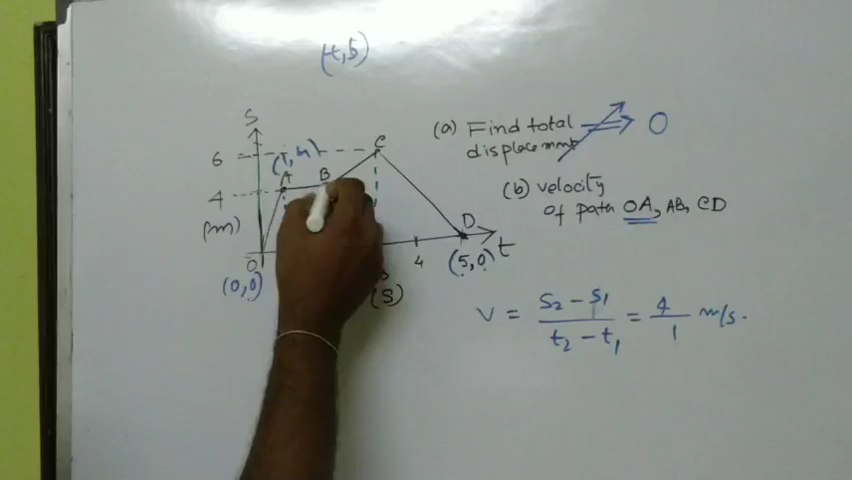 (t,s)
S
6
(1,4)
C
A
B
4
(m)
O
(0,0)
D
t
4
(5,0)
(S)
(a) Find total
displacement
0
(b) velocity
of path OA, AB, CD
V = S₂ - S₁ / t₂ - t₁ = 4 / 1 m/s.